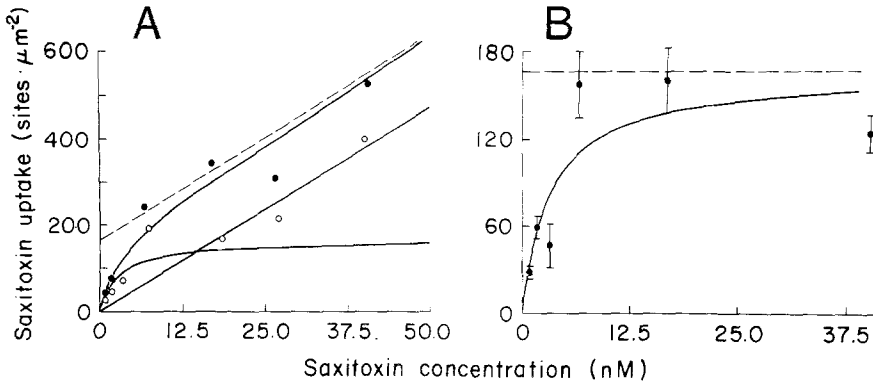 A
B
Saxitoxin uptake (sites · μm-2)
600
400
200
0
0 12.5 25.0 37.5 50.0
180
120
60
0
0 12.5 25.0 37.5
Saxitoxin concentration (nM)